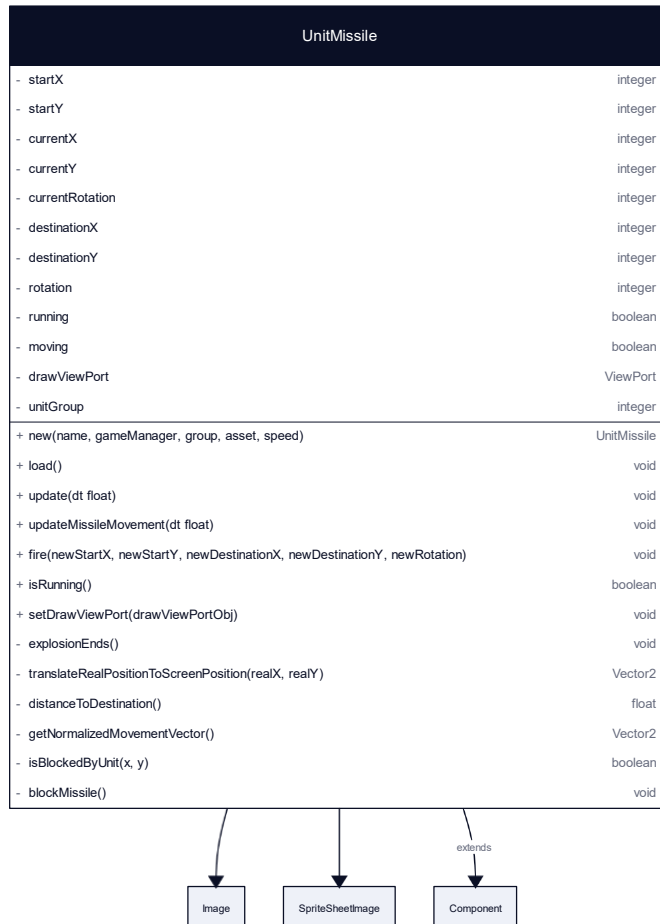 UnitMissile
- startX integer
- startY integer
- currentX integer
- currentY integer
- currentRotation integer
- destinationX integer
- destinationY integer
- rotation integer
- running boolean
- moving boolean
- drawViewPort ViewPort
- unitGroup integer
+ new(name, gameManager, group, asset, speed) UnitMissile
+ load() void
+ update(dt float) void
+ updateMissileMovement(dt float) void
+ fire(newStartX, newStartY, newDestinationX, newDestinationY, newRotation) void
+ isRunning() boolean
+ setDrawViewPort(drawViewPortObj) void
- explosionEnds() void
- translateRealPositionToScreenPosition(realX, realY) Vector2
- distanceToDestination() float
- getNormalizedMovementVector() Vector2
- isBlockedByUnit(x, y) boolean
- blockMissile() void
extends
Image SpriteSheetImage Component